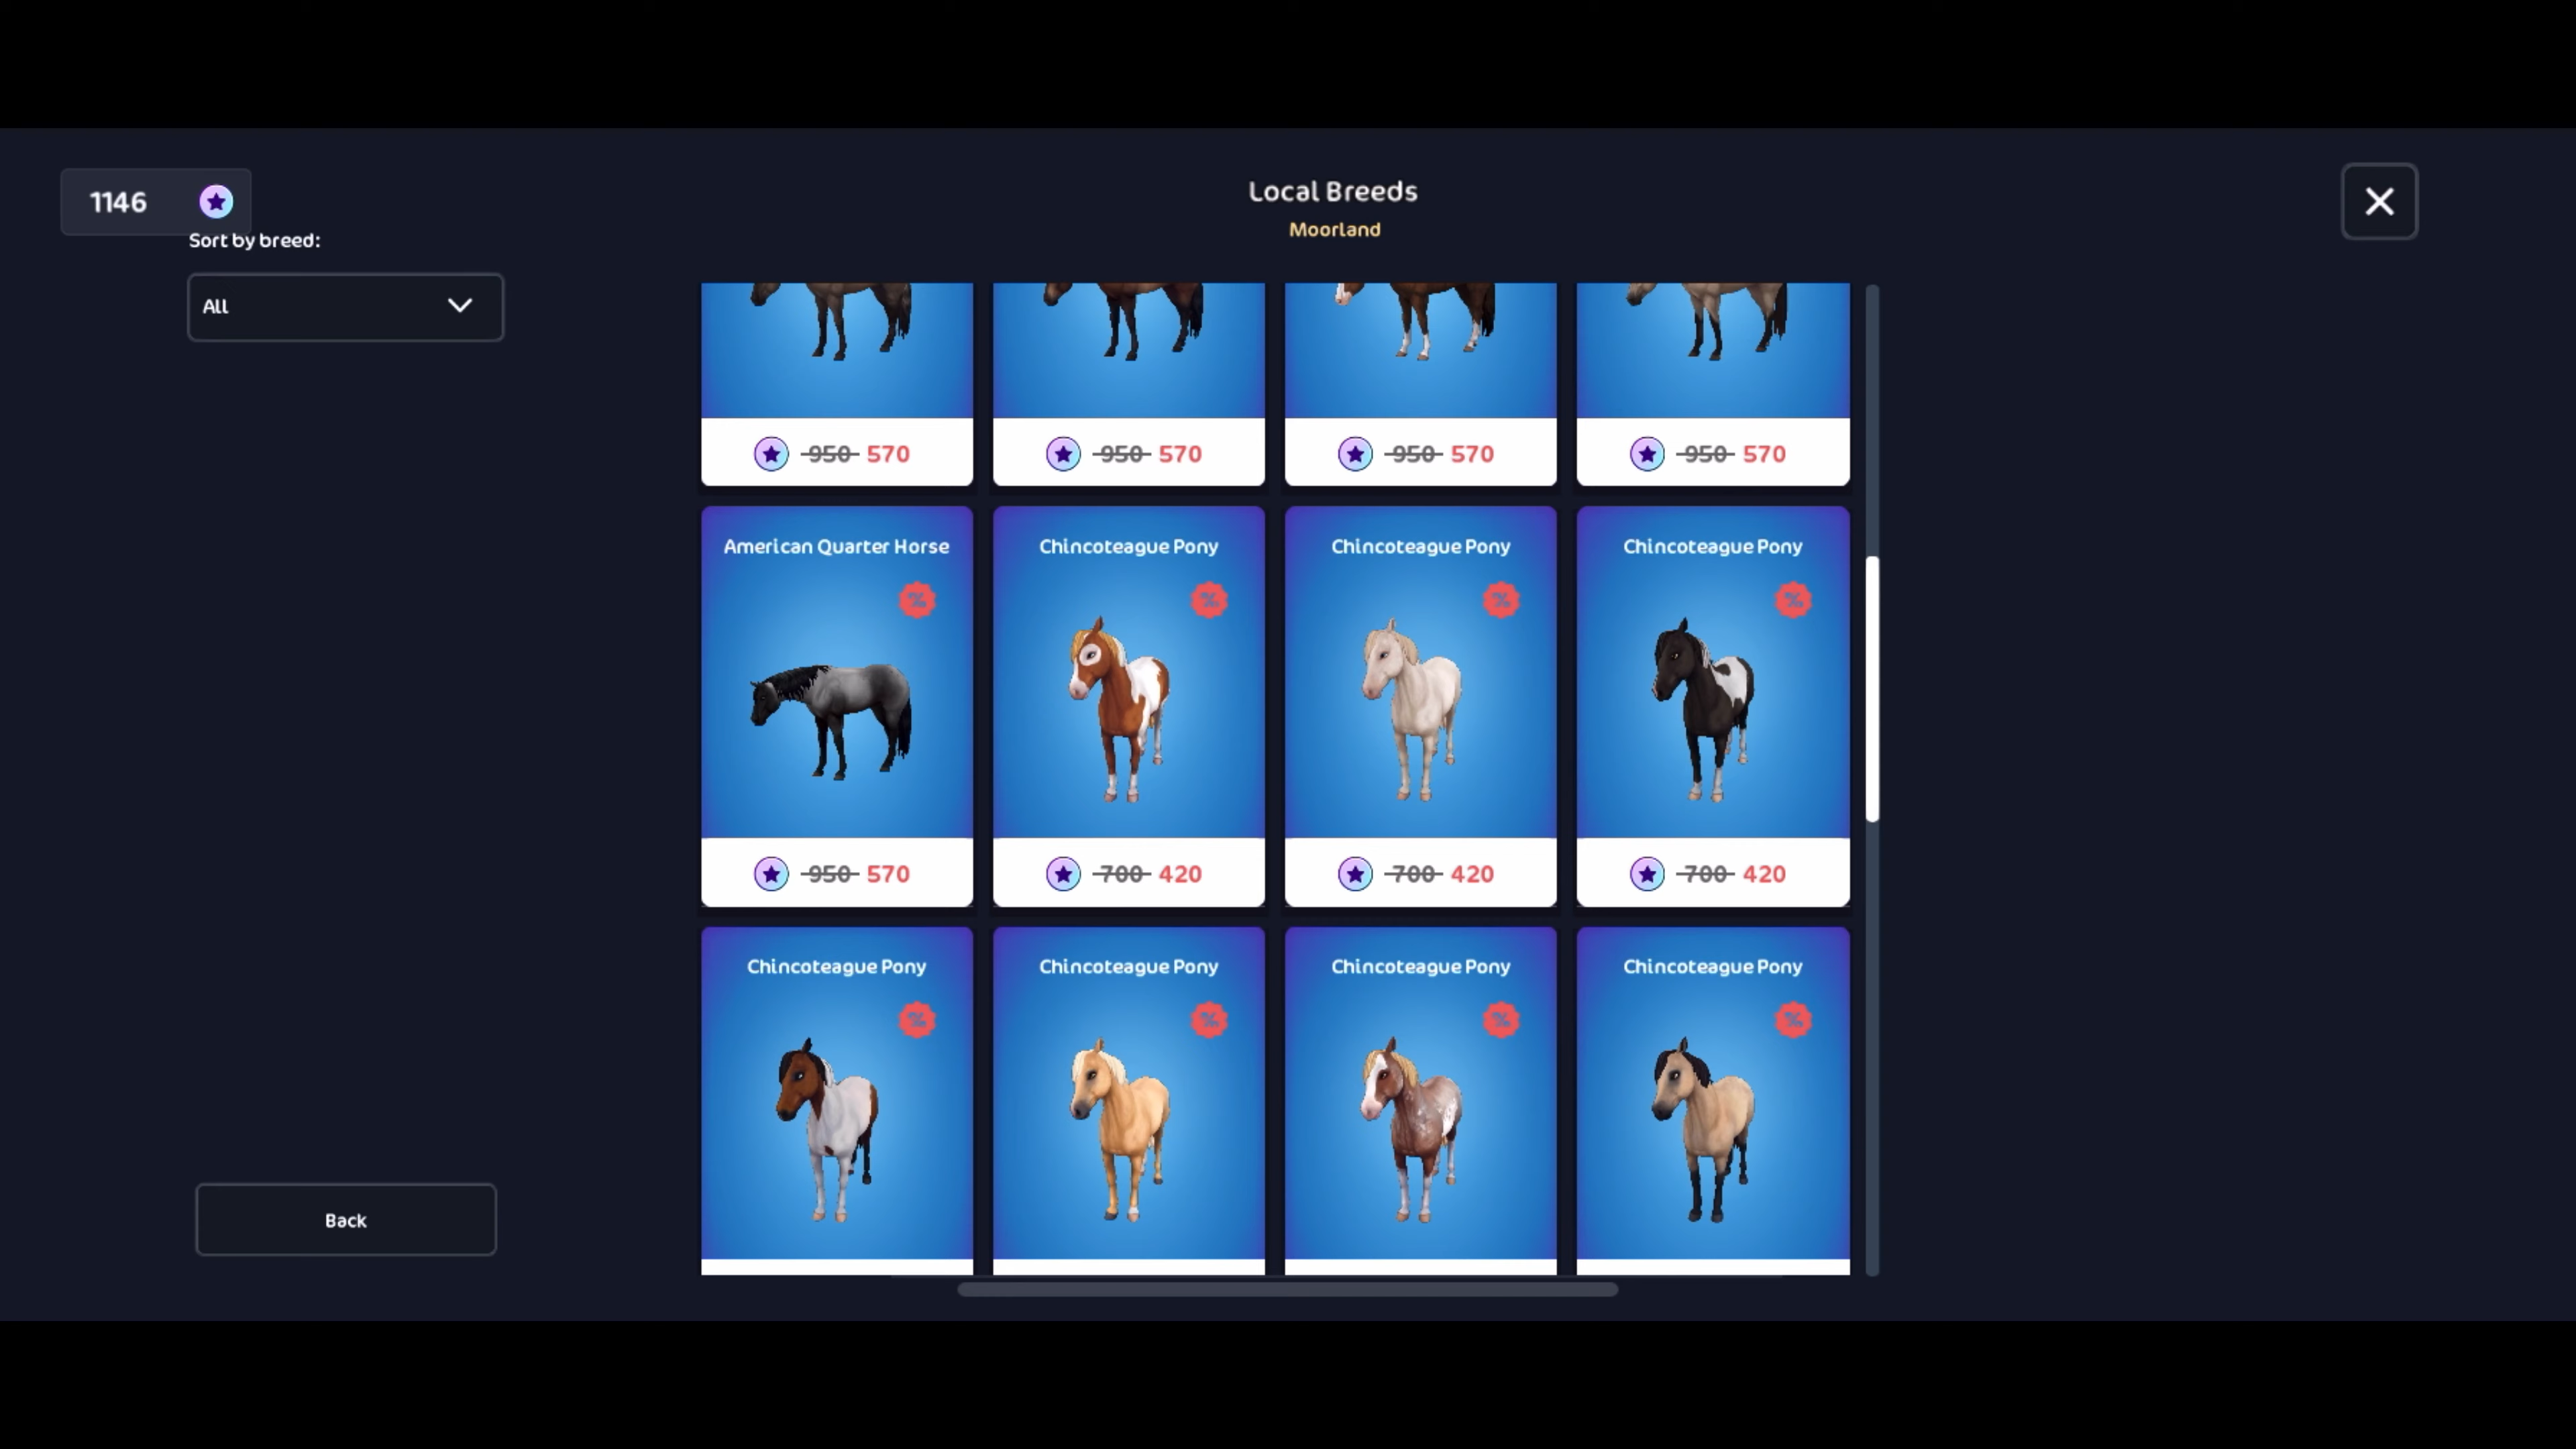 1146
Local Breeds
Moorland
Sort by breed:
All
950 570
950 570
950 570
950 570
American Quarter Horse
Chincoteague Pony
Chincoteague Pony
Chincoteague Pony
%
%
%
%
950 570
700 420
700 420
700 420
Chincoteague Pony
Chincoteague Pony
Chincoteague Pony
Chincoteague Pony
%
%
%
%
Back